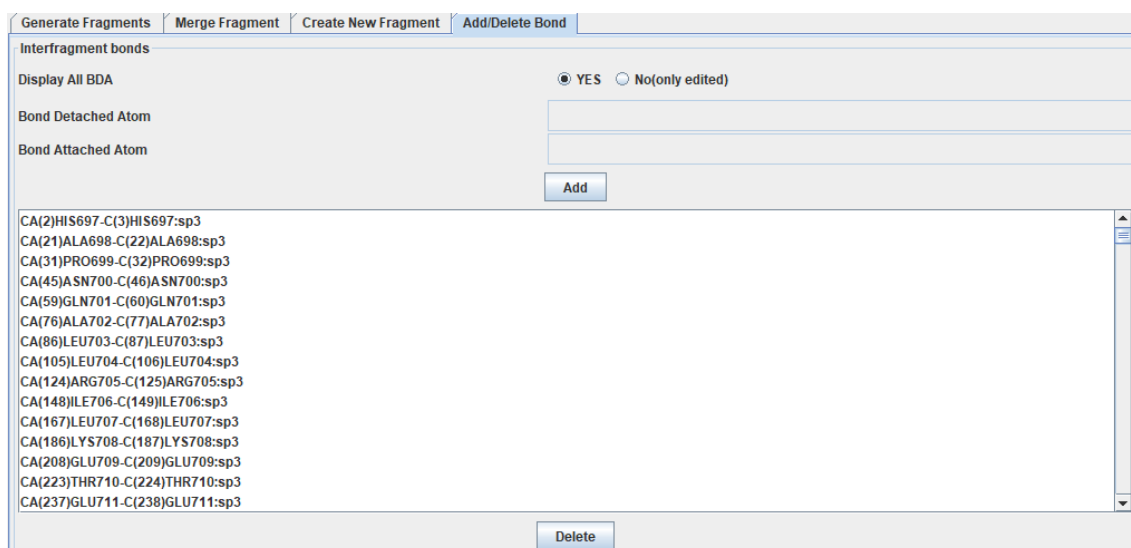 Generate Fragments Merge Fragment Create New Fragment Add/Delete Bond
Interfragment bonds
Display All BDA YES No(only edited)
Bond Detached Atom
Bond Attached Atom
Add
CA(2)HIS697-C(3)HIS697:sp3
CA(21)ALA698-C(22)ALA698:sp3
CA(31)PRO699-C(32)PRO699:sp3
CA(45)ASN700-C(46)ASN700:sp3
CA(59)GLN701-C(60)GLN701:sp3
CA(76)ALA702-C(77)ALA702:sp3
CA(86)LEU703-C(87)LEU703:sp3
CA(105)LEU704-C(106)LEU704:sp3
CA(124)ARG705-C(125)ARG705:sp3
CA(148)ILE706-C(149)ILE706:sp3
CA(167)LEU707-C(168)LEU707:sp3
CA(186)LYS708-C(187)LYS708:sp3
CA(208)GLU709-C(209)GLU709:sp3
CA(223)THR710-C(224)THR710:sp3
CA(237)GLU711-C(238)GLU711:sp3
Delete